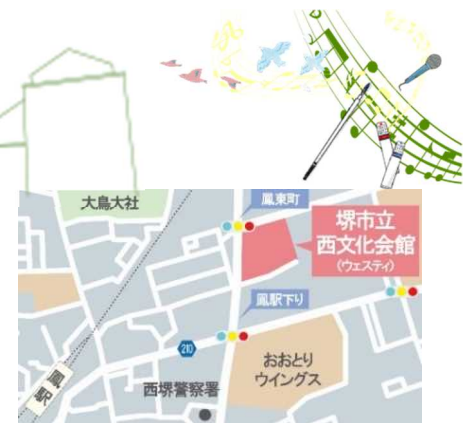 大鳥大社
鳳東町
堺市立
西文化会館
(ウェスティ)
鳳駅下り
210
おおとり
ウイングス
鳳駅
西堺警察署